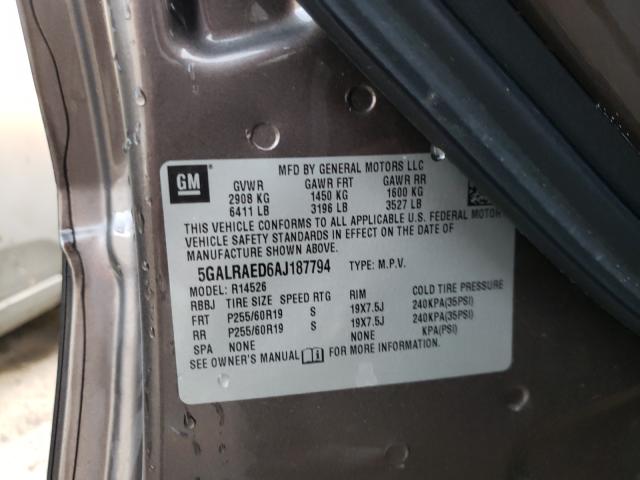 MFD BY GENERAL MOTORS LLC
GM GVWR GAWR FRT GAWR RR
2908 KG 1450 KG 1600 KG
6411 LB 3196 LB 3527 LB
THIS VEHICLE CONFORMS TO ALL APPLICABLE U.S. FEDERAL MOTOR
VEHICLE SAFETY STANDARDS IN EFFECT ON THE DATE OF
MANUFACTURE SHOWN ABOVE.
5GALRAED6AJ187794 TYPE: M.P.V.
MODEL: R14526
RBBJ TIRE SIZE SPEED RTG RIM COLD TIRE PRESSURE
FRT P255/60R19 S 19X7.5J 240KPA(35PSI)
RR P255/60R19 S 19X7.5J 240KPA(35PSI)
SPA NONE NONE KPA(PSI)
SEE OWNER'S MANUAL FOR MORE INFORMATION.